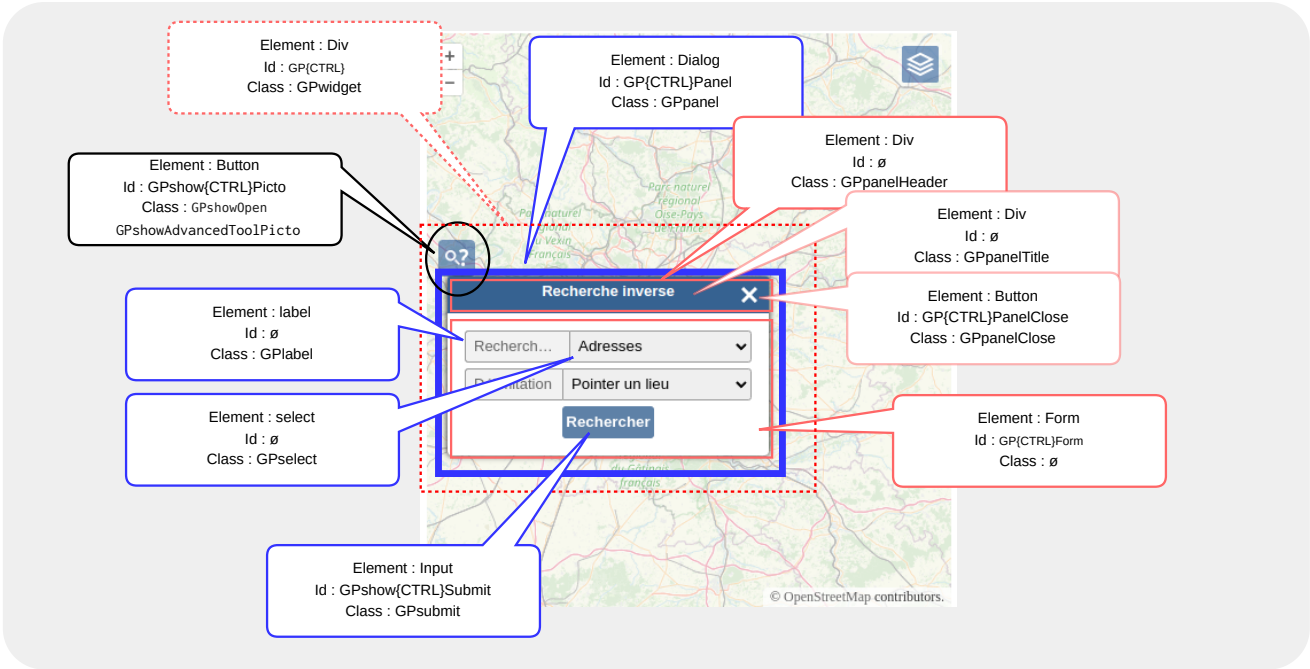 Element : Div
Id : GP{CTRL}
Class : GPwidget
+
−
Element : Dialog
Id : GP{CTRL}Panel
Class : GPpanel
Element : Div
Id : ø
Class : GPpanelHeader
Element : Button
Id : GPshow{CTRL}Picto
Class : GPshowOpen
GPshowAdvancedToolPicto
Parc naturel
régional
Oise-Pays
de France
Parc naturel
régional
du Vexin
Français
Element : Div
Id : ø
Class : GPpanelTitle
?
Recherche inverse
Element : Button
Id : GP{CTRL}PanelClose
Class : GPpanelClose
Element : label
Id : ø
Class : GPlabel
Recherch...
Adresses
Pointer un lieu
Rechercher
Element : select
Id : ø
Class : GPselect
Element : Form
Id : GP{CTRL}Form
Class : ø
du Gâtinais
français
Element : Input
Id : GPshow{CTRL}Submit
Class : GPsubmit
© OpenStreetMap contributors.